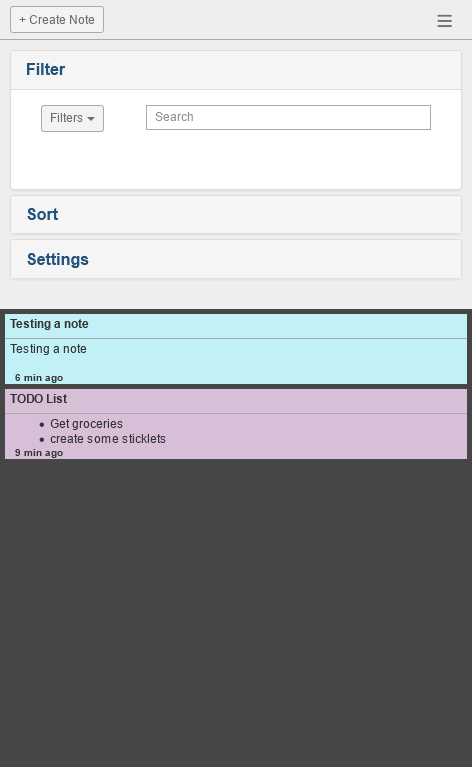 + Create Note
Filter
Filters
Search
Sort
Settings
Testing a note
Testing a note
6 min ago
TODO List
• Get groceries
• create some sticklets
9 min ago